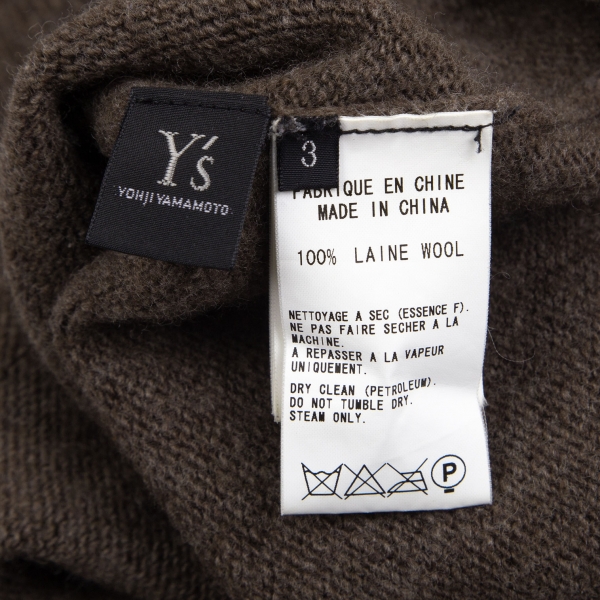 Y's
YOHJI YAMAMOTO
3
FABRIQUE EN CHINE
MADE IN CHINA
100% LAINE WOOL
NETTOYAGE A SEC (ESSENCE F).
NE PAS FAIRE SECHER A LA
MACHINE.
A REPASSER A LA VAPEUR
UNIQUEMENT.
DRY CLEAN (PETROLEUM).
DO NOT TUMBLE DRY.
STEAM ONLY.
P